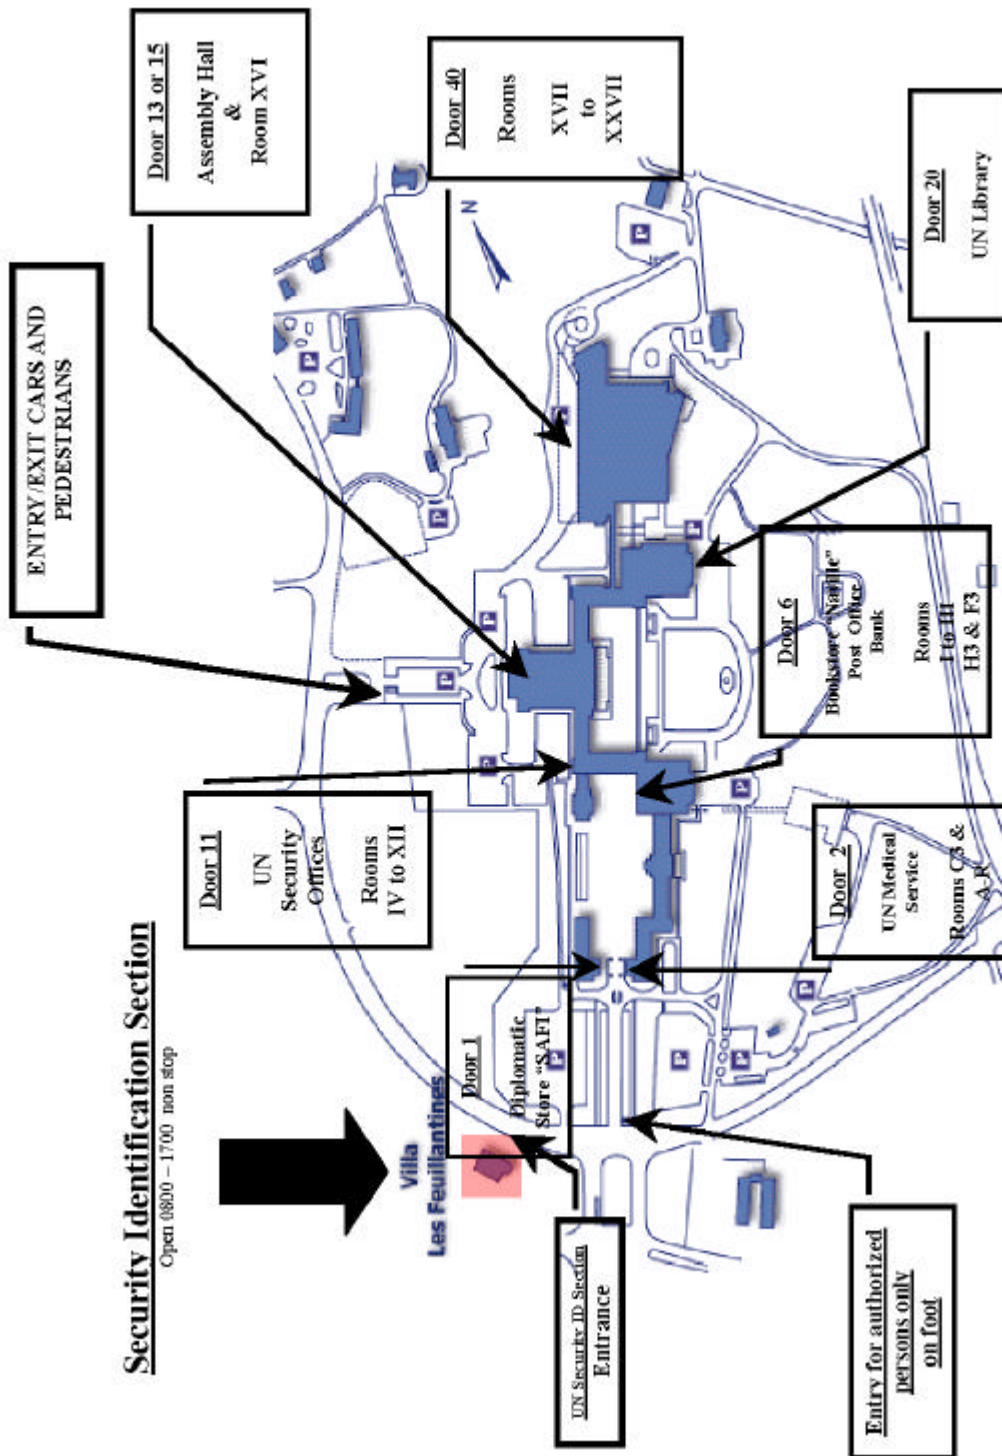 Security Identification Section
Open 0800 – 1700 non stop
Villa
Les Feuillantines
UN Security ID Section
Entrance
Entry for authorized
persons only
on foot
Door 1
Diplomatic
Store "SAFI"
Door 2
UN Medical
Service
Rooms C3 &
A-R
Door 11
UN
Security
Offices
Rooms
IV to XII
Door 6
Bookstore "Naville"
Post Office
Bank
Rooms
I to III
H3 & F3
ENTRY/EXIT CARS AND
PEDESTRIANS
Door 13 or 15
Assembly Hall
&
Room XVI
Door 40
Rooms
XVII
to
XXVII
Door 20
UN Library
N
P
P
P
P
P
P
P
P
P
P
P
P
P